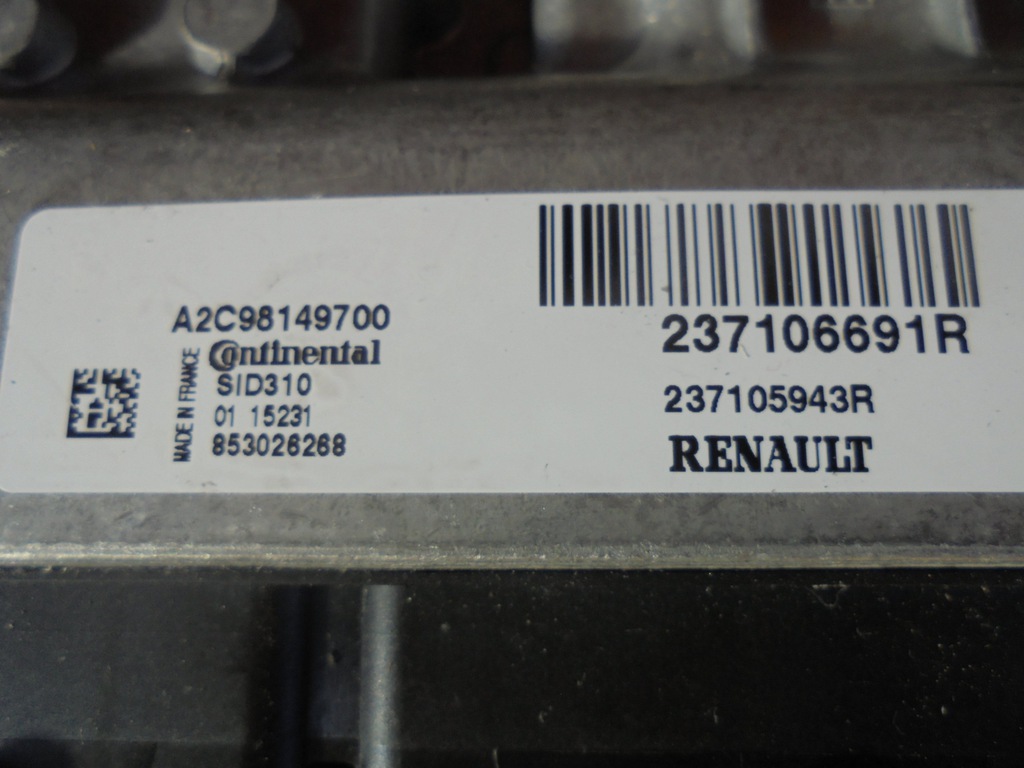 A2C98149700
Continental
SID310
01 15231
853026268
MADE IN FRANCE
237106691R
237105943R
RENAULT